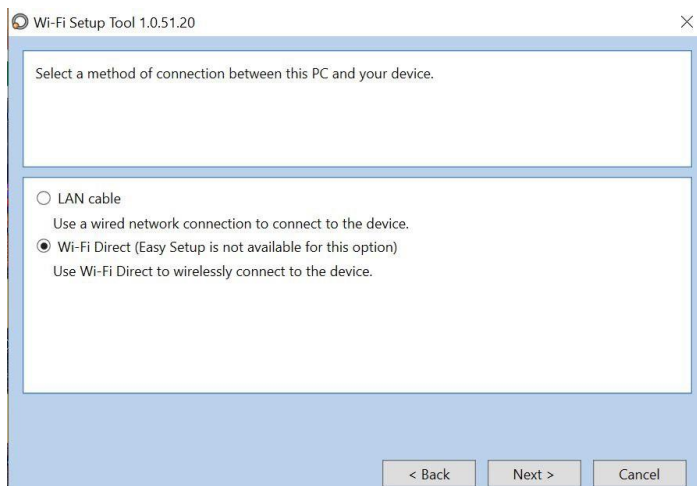 Wi-Fi Setup Tool 1.0.51.20
Select a method of connection between this PC and your device.
LAN cable
Use a wired network connection to connect to the device.
Wi-Fi Direct (Easy Setup is not available for this option)
Use Wi-Fi Direct to wirelessly connect to the device.
< Back Next > Cancel